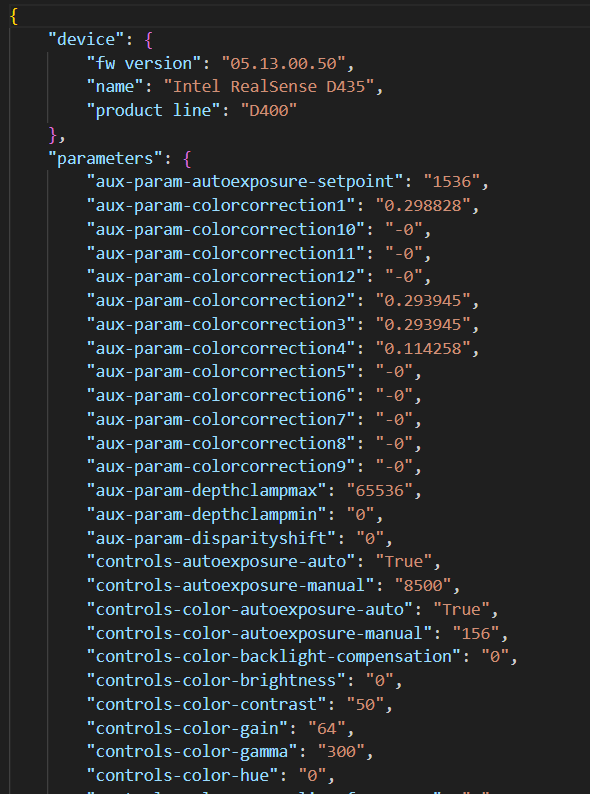 {
"device": {
"fw version": "05.13.00.50",
"name": "Intel RealSense D435",
"product line": "D400"
},
"parameters": {
"aux-param-autoexposure-setpoint": "1536",
"aux-param-colorcorrection1": "0.298828",
"aux-param-colorcorrection10": "-0",
"aux-param-colorcorrection11": "-0",
"aux-param-colorcorrection12": "-0",
"aux-param-colorcorrection2": "0.293945",
"aux-param-colorcorrection3": "0.293945",
"aux-param-colorcorrection4": "0.114258",
"aux-param-colorcorrection5": "-0",
"aux-param-colorcorrection6": "-0",
"aux-param-colorcorrection7": "-0",
"aux-param-colorcorrection8": "-0",
"aux-param-colorcorrection9": "-0",
"aux-param-depthclampmax": "65536",
"aux-param-depthclampmin": "0",
"aux-param-disparityshift": "0",
"controls-autoexposure-auto": "True",
"controls-autoexposure-manual": "8500",
"controls-color-autoexposure-auto": "True",
"controls-color-autoexposure-manual": "156",
"controls-color-backlight-compensation": "0",
"controls-color-brightness": "0",
"controls-color-contrast": "50",
"controls-color-gain": "64",
"controls-color-gamma": "300",
"controls-color-hue": "0",